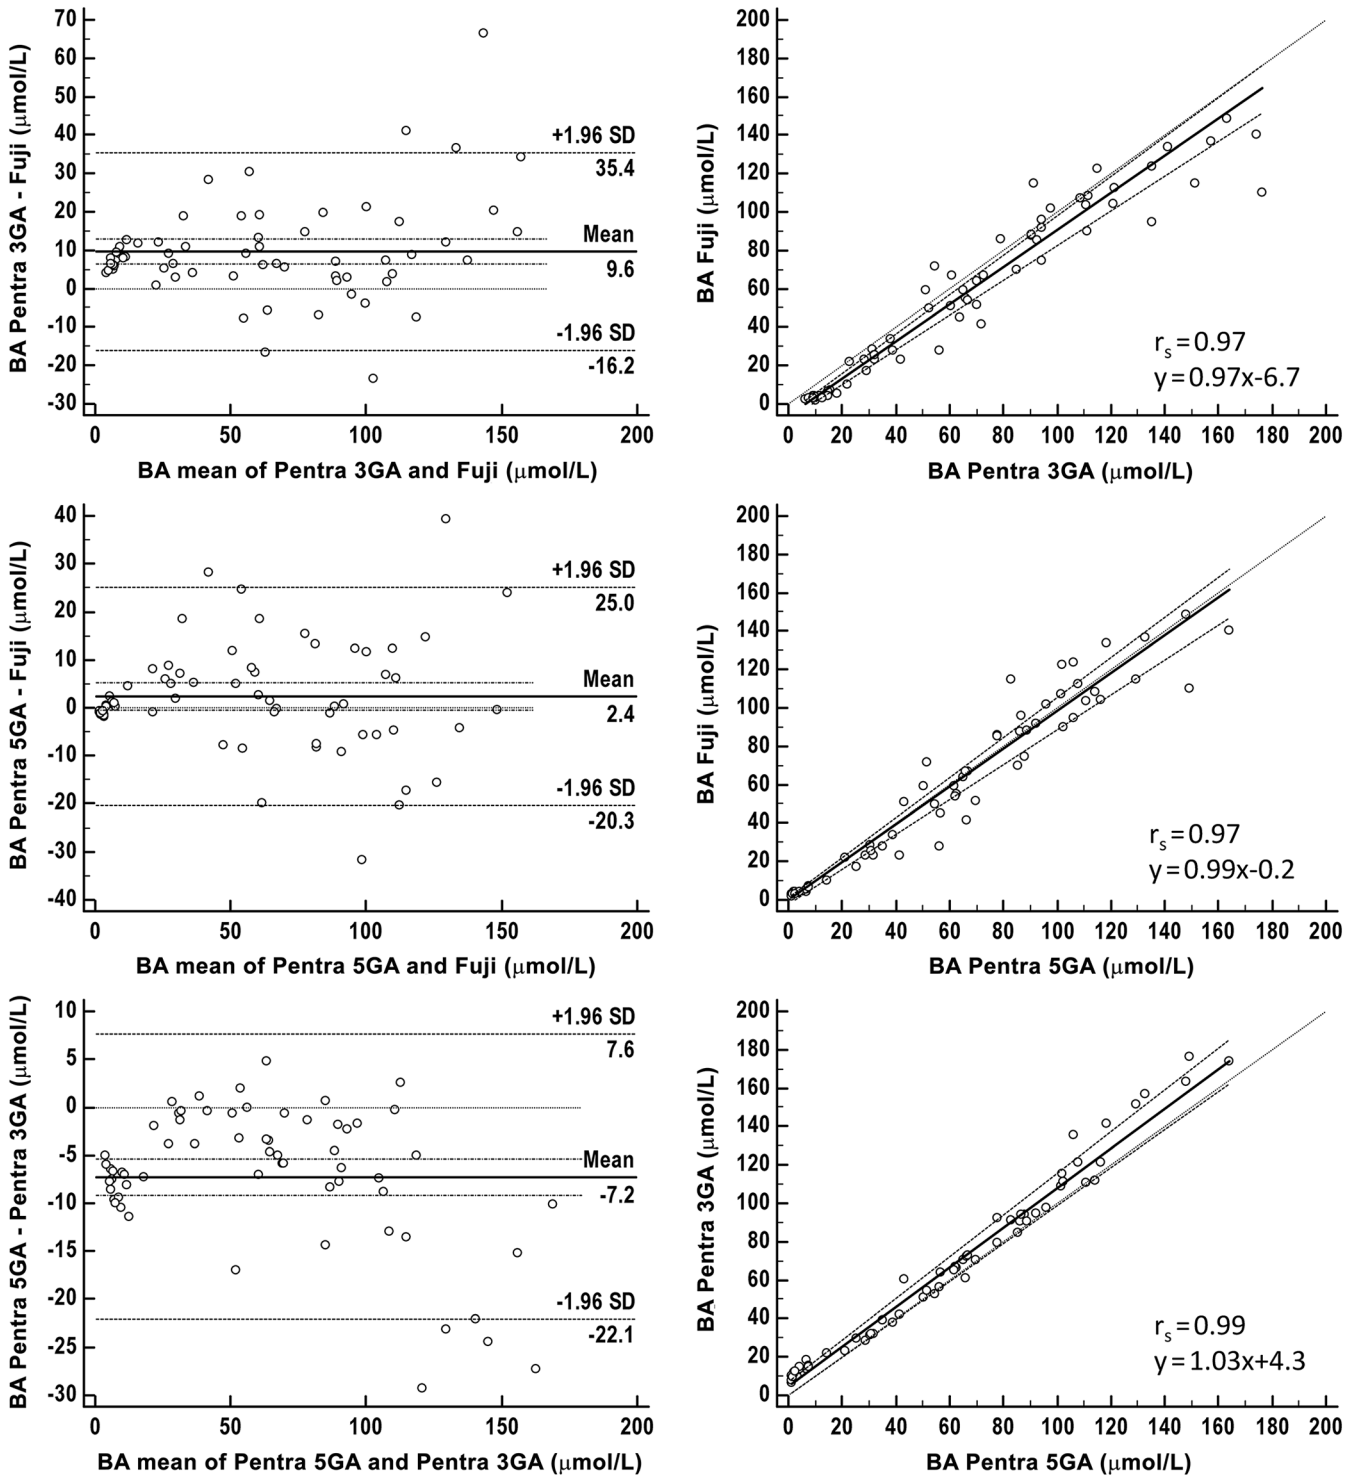 BA Pentra 3GA - Fuji (μmol/L)
70
60
50
40
30
20
10
0
-10
-20
-30
+1.96 SD
35.4
Mean
9.6
-1.96 SD
-16.2
0 50 100 150 200
BA mean of Pentra 3GA and Fuji (μmol/L)
BA Fuji (μmol/L)
200
180
160
140
120
100
80
60
40
20
0
rs=0.97
y=0.97x-6.7
0 20 40 60 80 100 120 140 160 180 200
BA Pentra 3GA (μmol/L)
BA Pentra 5GA - Fuji (μmol/L)
40
30
20
10
0
-10
-20
-30
-40
+1.96 SD
25.0
Mean
2.4
-1.96 SD
-20.3
0 50 100 150 200
BA mean of Pentra 5GA and Fuji (μmol/L)
BA Fuji (μmol/L)
200
180
160
140
120
100
80
60
40
20
0
rs=0.97
y=0.99x-0.2
0 20 40 60 80 100 120 140 160 180 200
BA Pentra 5GA (μmol/L)
BA Pentra 5GA - Pentra 3GA (μmol/L)
10
5
0
-5
-10
-15
-20
-25
-30
+1.96 SD
7.6
Mean
-7.2
-1.96 SD
-22.1
0 50 100 150 200
BA mean of Pentra 5GA and Pentra 3GA (μmol/L)
BA Pentra 3GA (μmol/L)
200
180
160
140
120
100
80
60
40
20
0
rs=0.99
y=1.03x+4.3
0 20 40 60 80 100 120 140 160 180 200
BA Pentra 5GA (μmol/L)